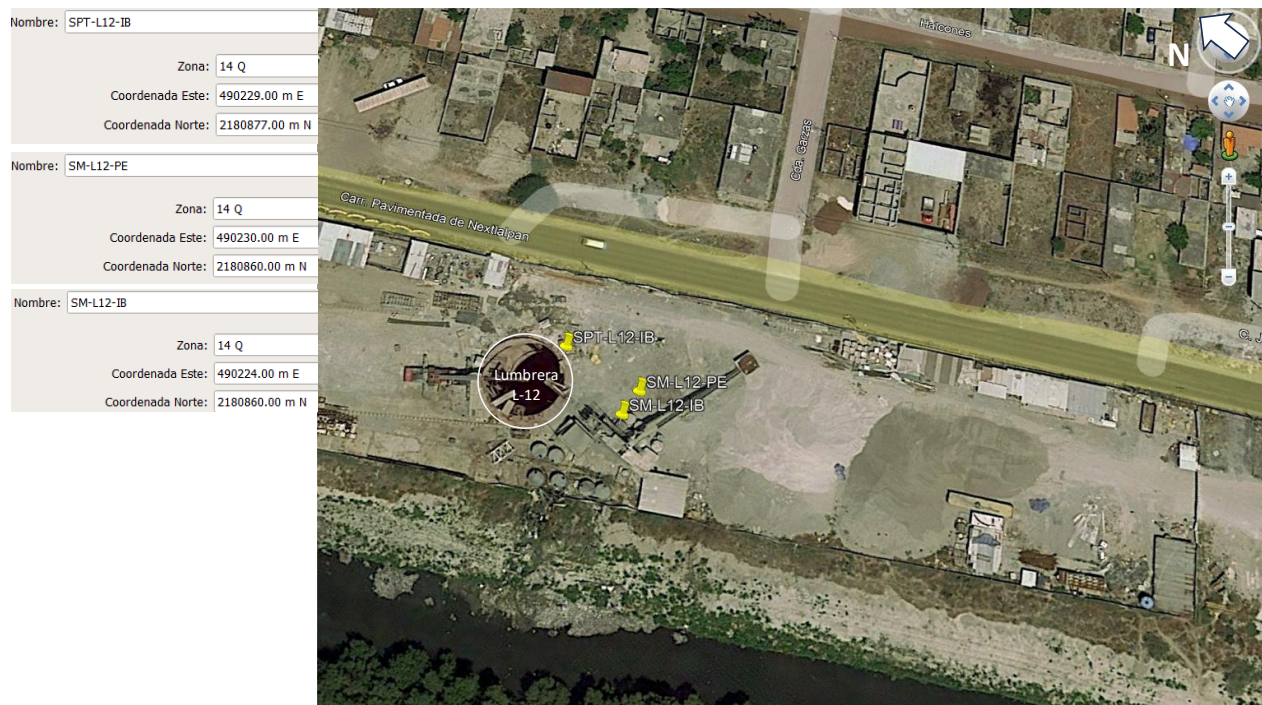 Nombre: SPT-L12-IB
Zona: 14 Q
Coordenada Este: 490229.00 m E
Coordenada Norte: 2180877.00 m N
Nombre: SM-L12-PE
Zona: 14 Q
Coordenada Este: 490230.00 m E
Coordenada Norte: 2180860.00 m N
Nombre: SM-L12-IB
Zona: 14 Q
Coordenada Este: 490224.00 m E
Coordenada Norte: 2180860.00 m N
Halcones
N
Cda. Garzas
Carr. Pavimentada de Nextlalpan
C. J
SPT-L12-IB
Lumbrera
L-12
SM-L12-PE
SM-L12-IB